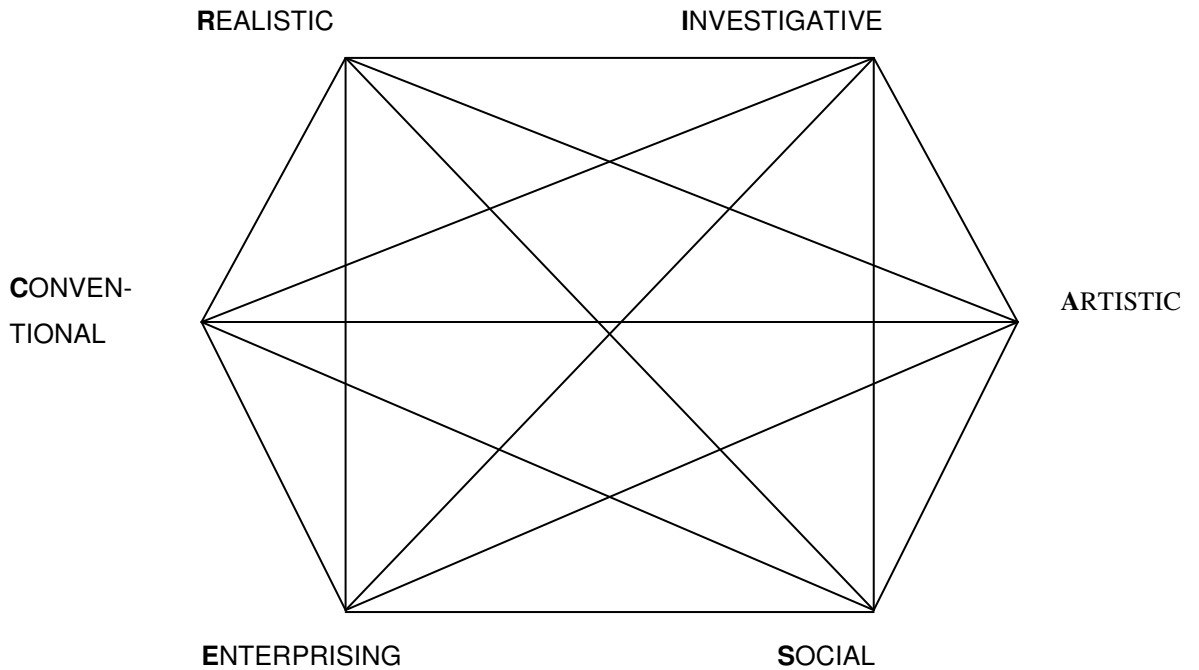 REALISTIC
INVESTIGATIVE
CONVEN-
TIONAL
ARTISTIC
ENTERPRISING
SOCIAL